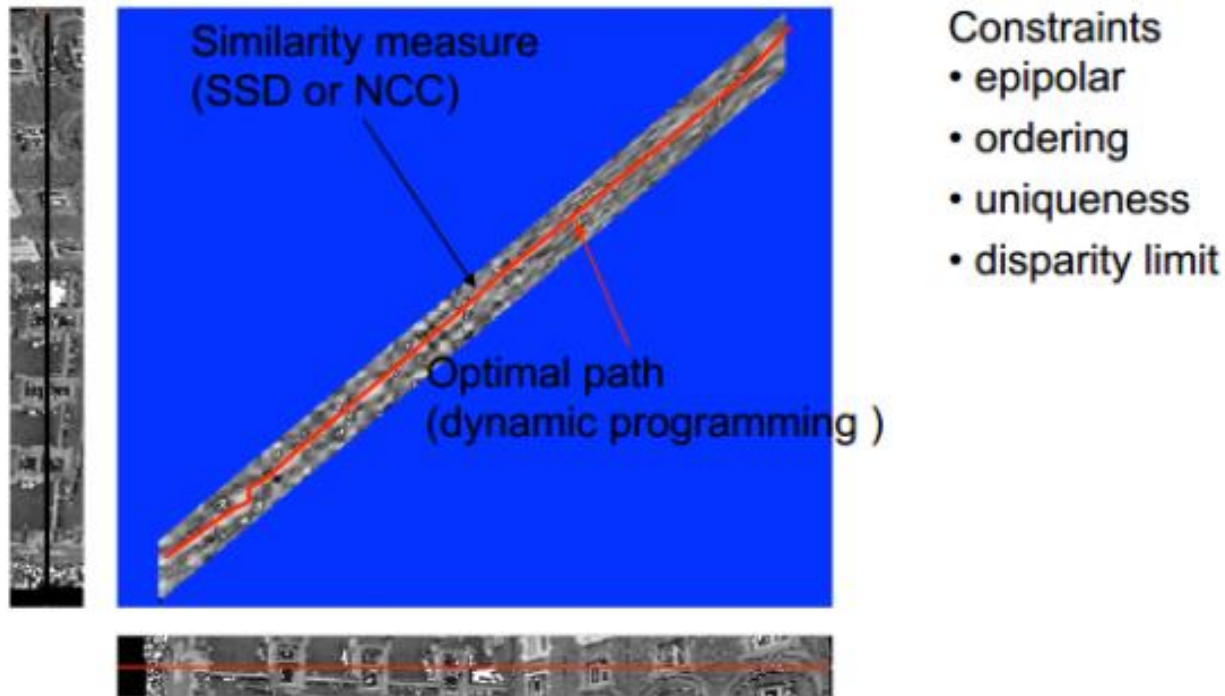 Similarity measure
(SSD or NCC)
Optimal path
(dynamic programming )
Constraints
• epipolar
• ordering
• uniqueness
• disparity limit